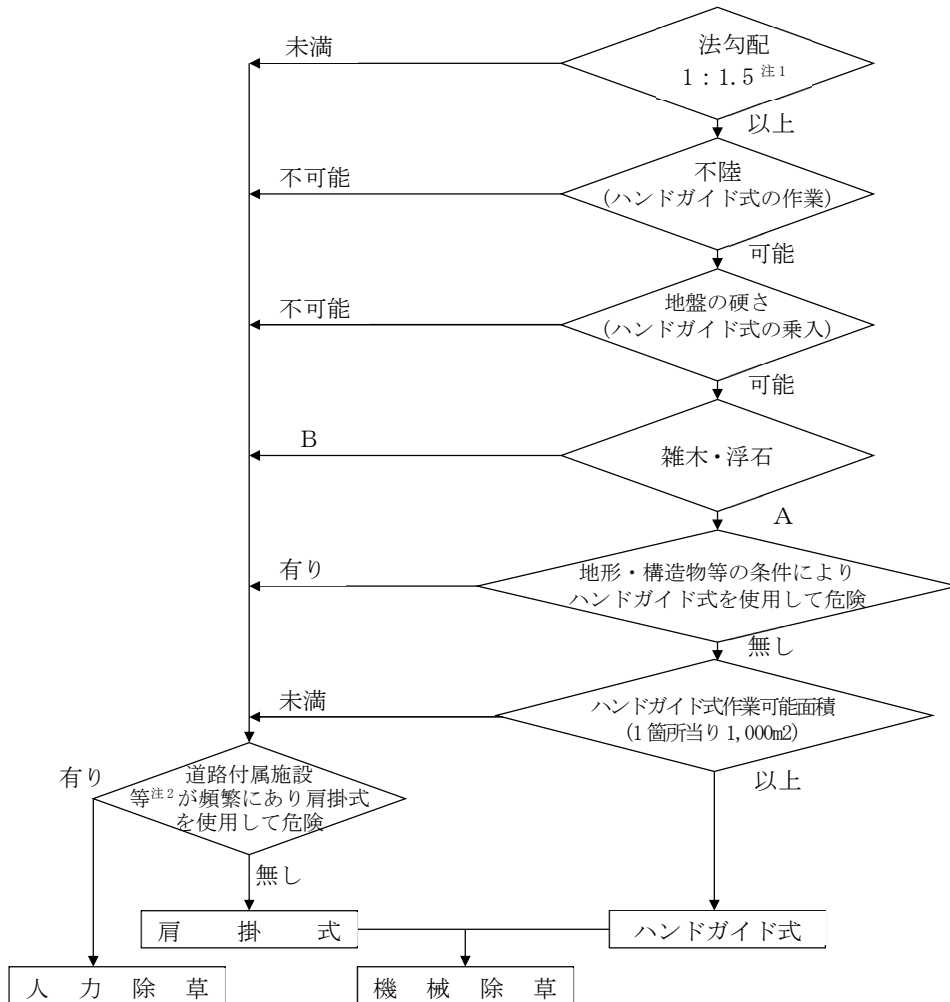 法勾配
未満
1：1.5 注1
以上
不陸
不可能
(ハンドガイド式の作業)
可能
地盤の硬さ
不可能
(ハンドガイド式の乗入)
可能
B
雑木・浮石
A
有り
地形・構造物等の条件により
ハンドガイド式を使用して危険
無し
未満
ハンドガイド式作業可能面積
(1箇所当り1,000m2)
以上
有り
道路付属施設
等注2が頻繁にあり肩掛式
を使用して危険
無し
肩掛式
ハンドガイド式
人力除草
機械除草